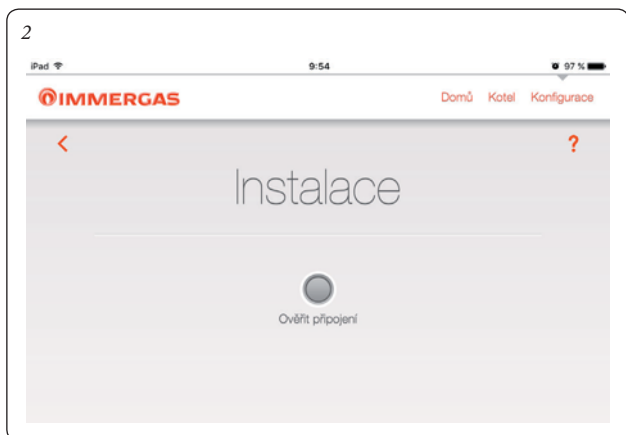 2
iPad 9:54 97 %
IMMERGAS Domů Kotel Konfigurace
< ?
Instalace
Ověřit připojení